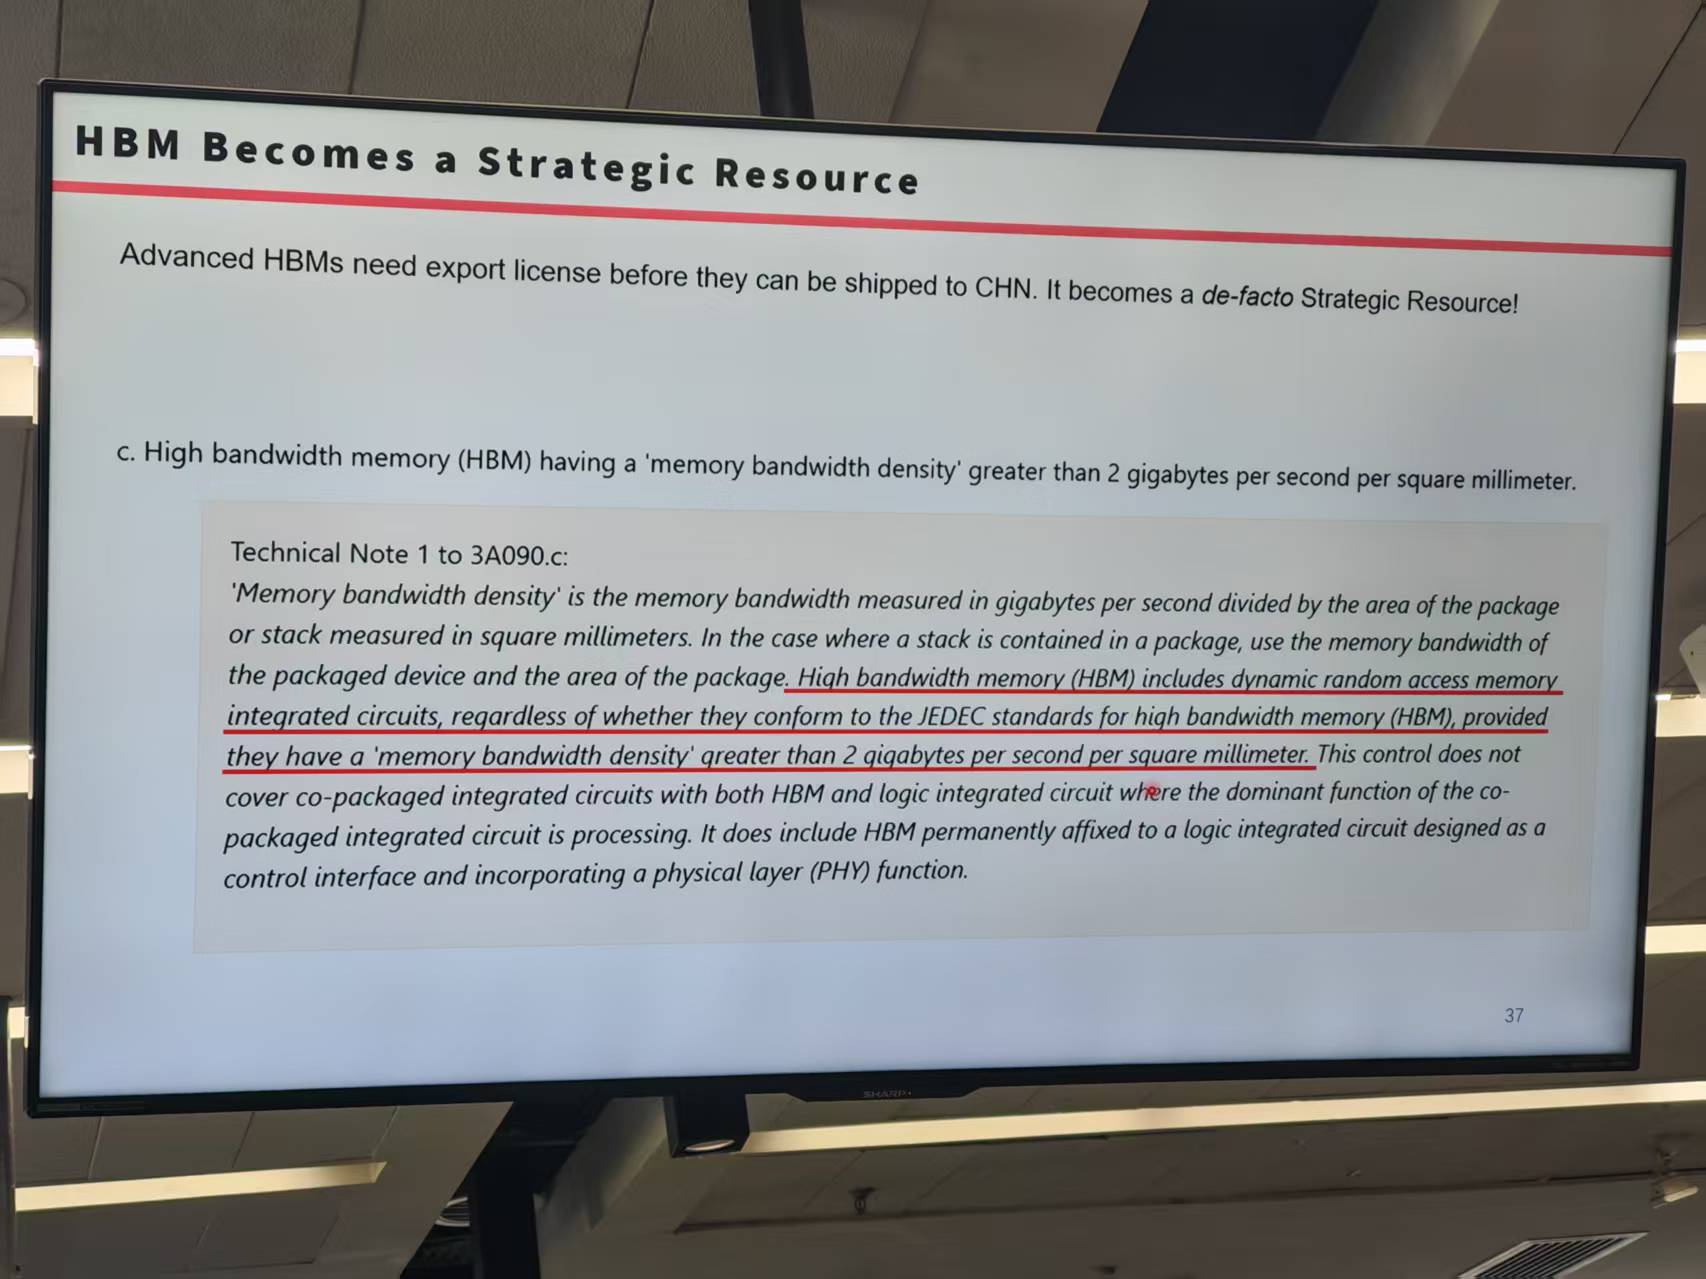 HBM Becomes a Strategic Resource
Advanced HBMs need export license before they can be shipped to CHN. It becomes a de-facto Strategic Resource!
c. High bandwidth memory (HBM) having a 'memory bandwidth density' greater than 2 gigabytes per second per square millimeter.
Technical Note 1 to 3A090.c:
'Memory bandwidth density' is the memory bandwidth measured in gigabytes per second divided by the area of the package
or stack measured in square millimeters. In the case where a stack is contained in a package, use the memory bandwidth of
the packaged device and the area of the package. High bandwidth memory (HBM) includes dynamic random access memory
integrated circuits, regardless of whether they conform to the JEDEC standards for high bandwidth memory (HBM), provided
they have a 'memory bandwidth density' greater than 2 gigabytes per second per square millimeter. This control does not
cover co-packaged integrated circuits with both HBM and logic integrated circuit where the dominant function of the co-
packaged integrated circuit is processing. It does include HBM permanently affixed to a logic integrated circuit designed as a
control interface and incorporating a physical layer (PHY) function.
37
SHARP